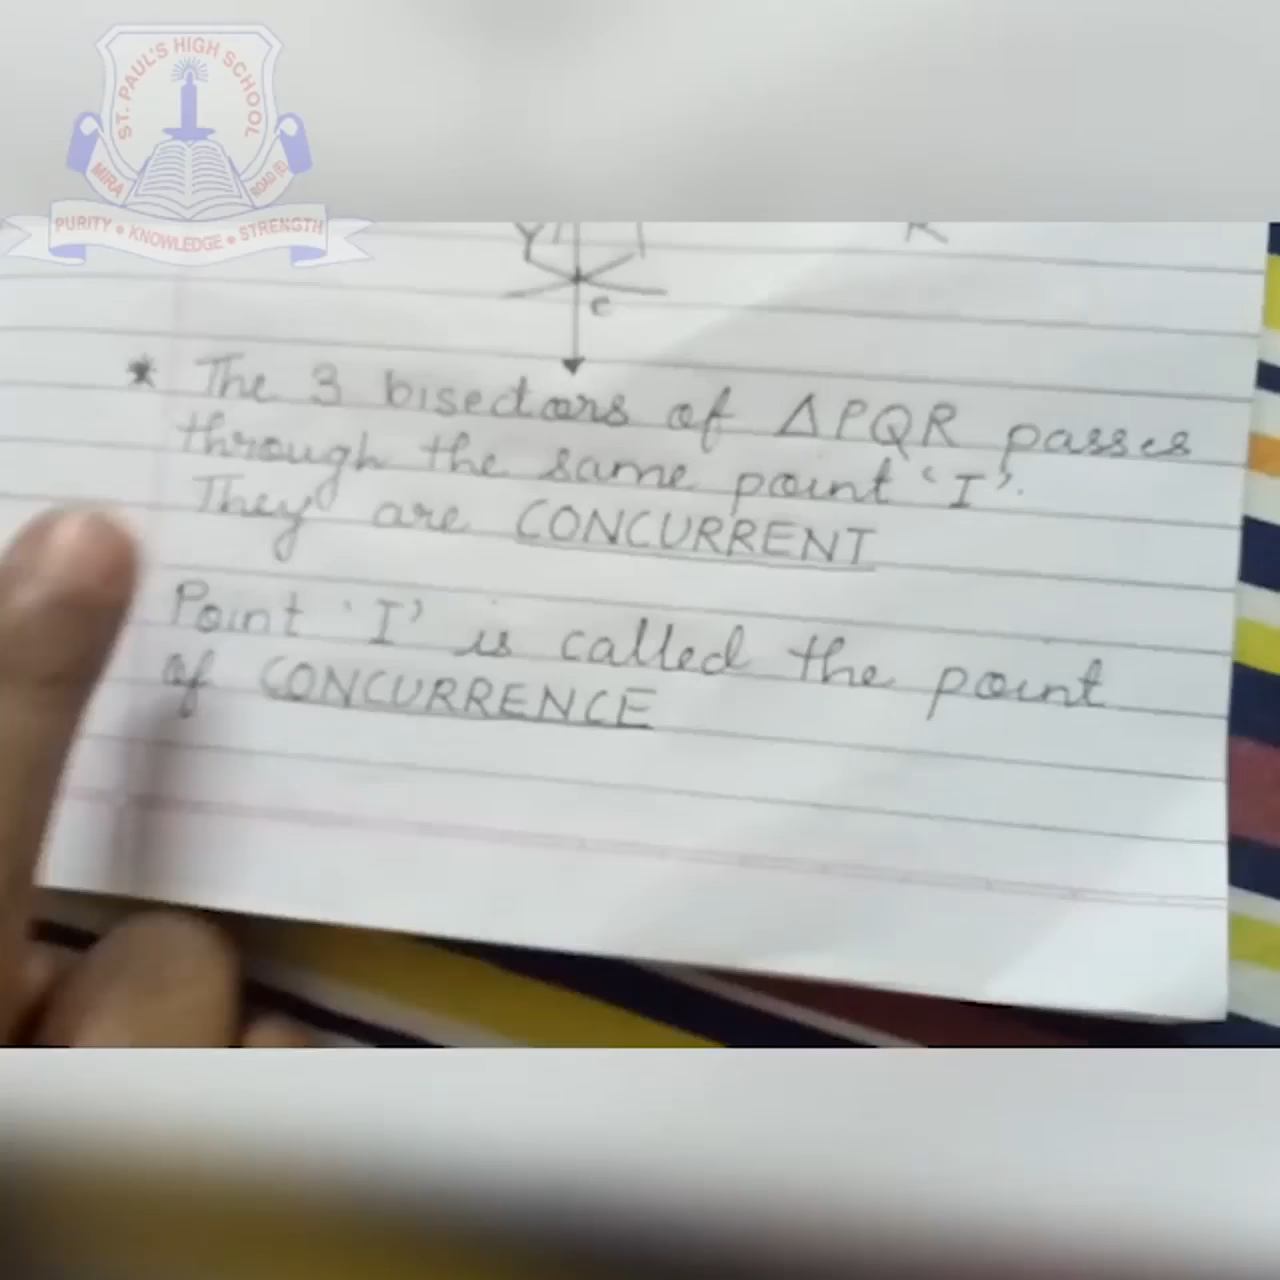 ST. PAUL'S HIGH SCHOOL
MIRA ROAD (E)
PURITY • KNOWLEDGE • STRENGTH
Y
R
c
* The 3 bisectors of ΔPQR passes
through the same point 'I'.
They are CONCURRENT
Point 'I' is called the point
of CONCURRENCE